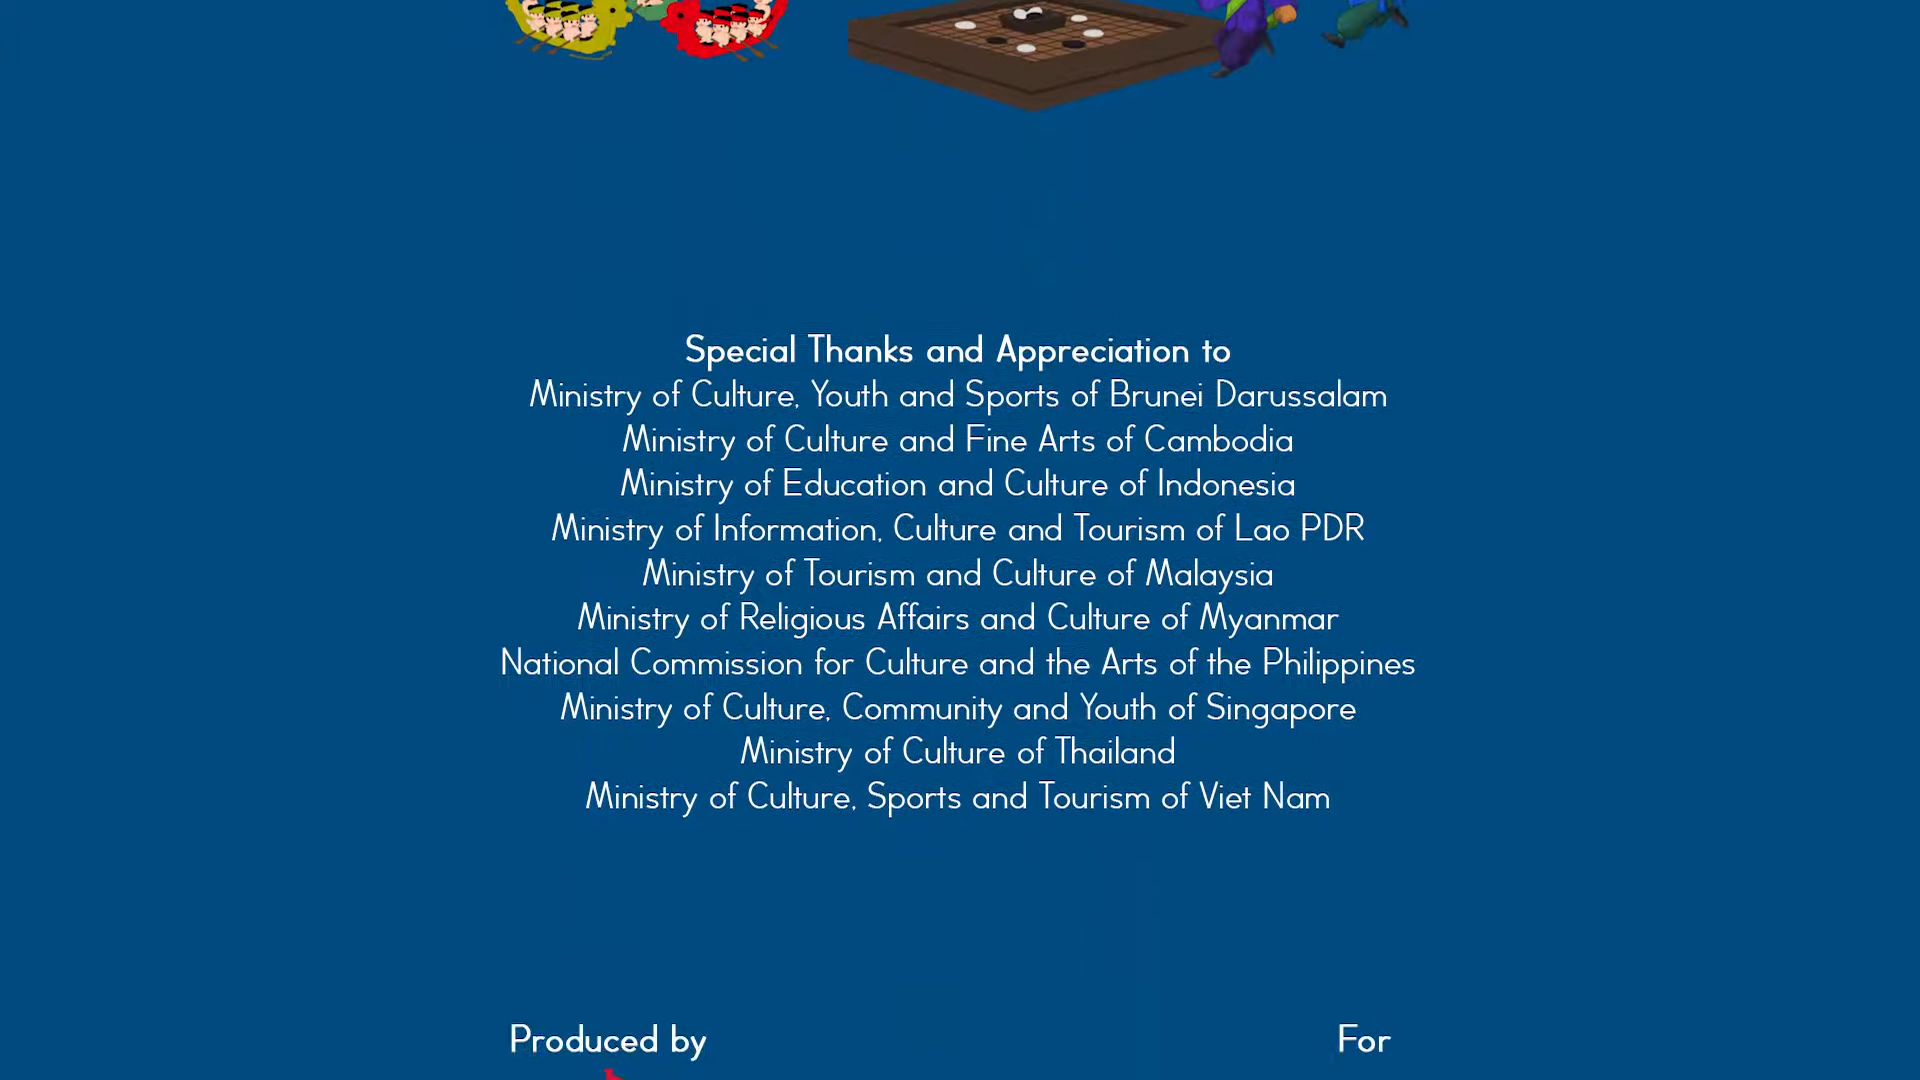 Special Thanks and Appreciation to
Ministry of Culture, Youth and Sports of Brunei Darussalam
Ministry of Culture and Fine Arts of Cambodia
Ministry of Education and Culture of Indonesia
Ministry of Information, Culture and Tourism of Lao PDR
Ministry of Tourism and Culture of Malaysia
Ministry of Religious Affairs and Culture of Myanmar
National Commission for Culture and the Arts of the Philippines
Ministry of Culture, Community and Youth of Singapore
Ministry of Culture of Thailand
Ministry of Culture, Sports and Tourism of Viet Nam
Produced by
For